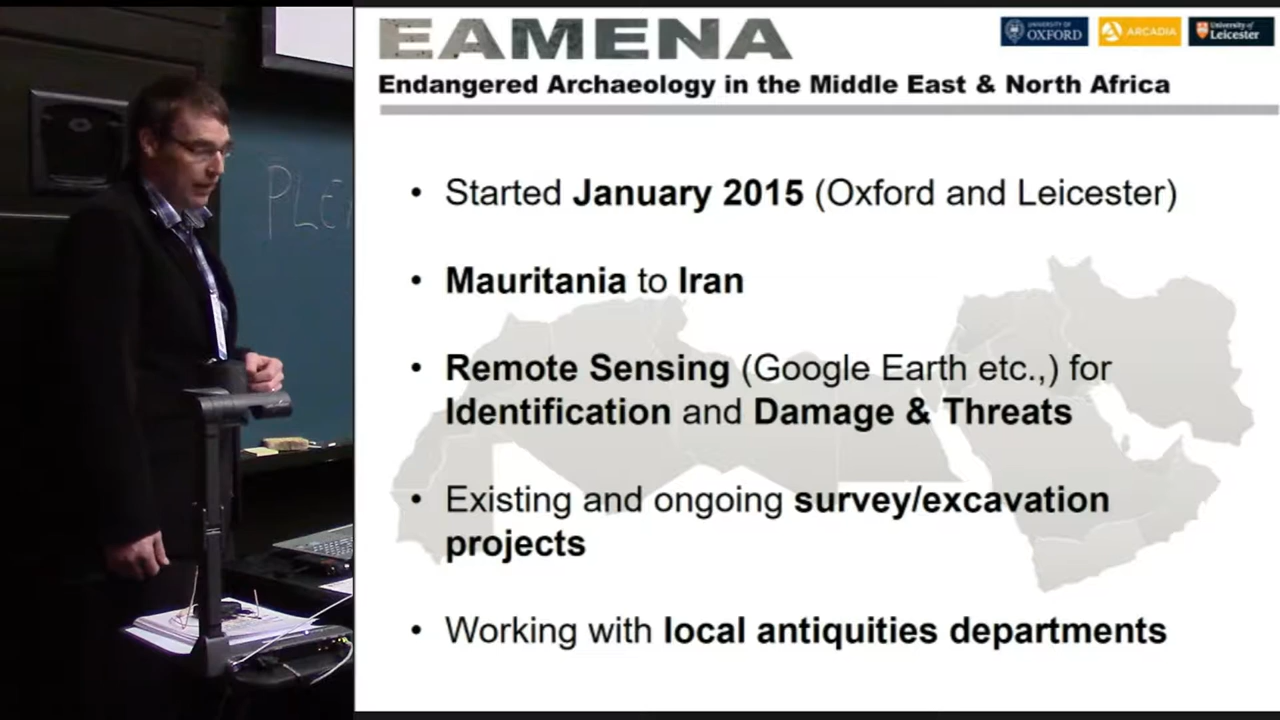 EAMENA
UNIVERSITY OF
OXFORD
ARCADIA
University of
Leicester
Endangered Archaeology in the Middle East & North Africa
• Started January 2015 (Oxford and Leicester)
• Mauritania to Iran
• Remote Sensing (Google Earth etc.,) for
Identification and Damage & Threats
• Existing and ongoing survey/excavation
projects
• Working with local antiquities departments
PLE